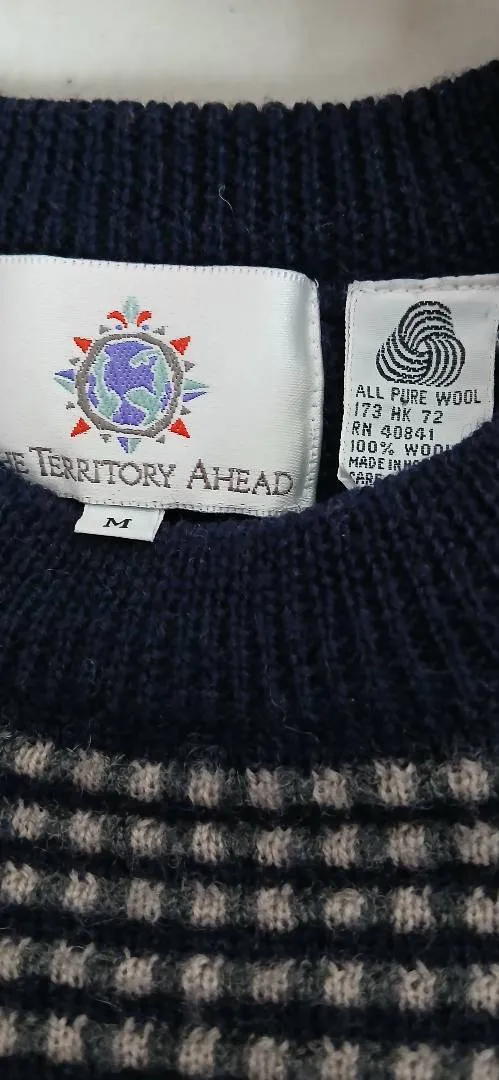 HE TERRITORY AHEAD
M
ALL PURE WOOL
173 HK 72
RN 40841
100% WOOL
MADE IN